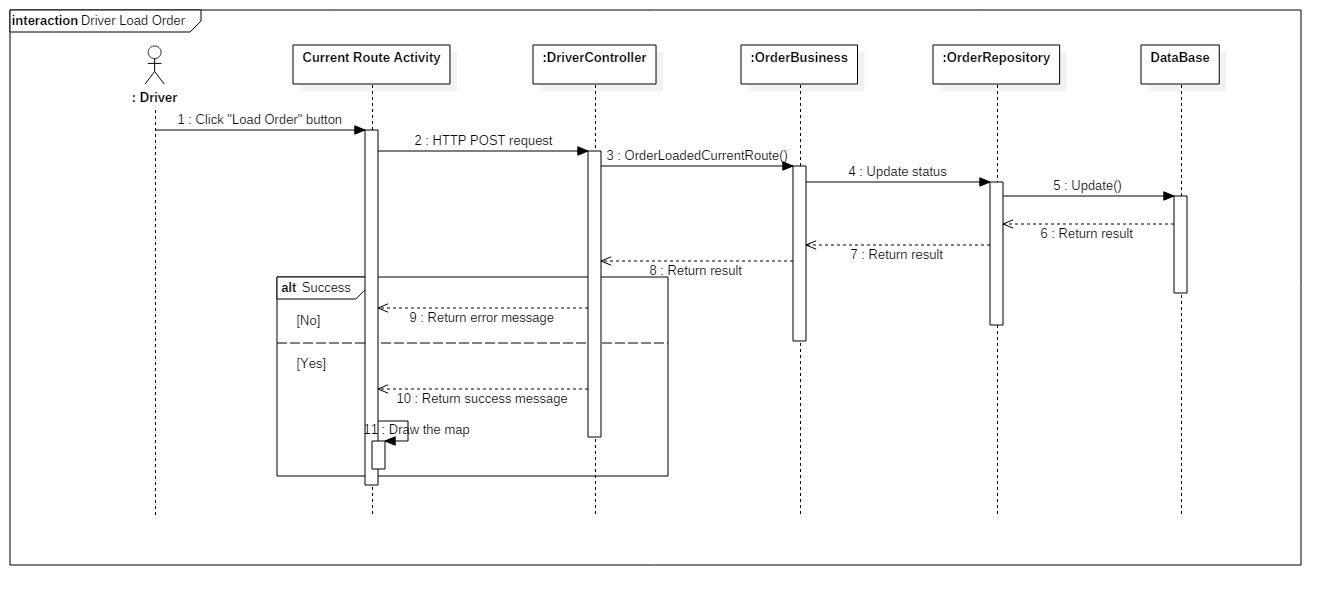 interaction Driver Load Order
Current Route Activity
:DriverController
:OrderBusiness
:OrderRepository
DataBase
: Driver
1 : Click "Load Order" button
2 : HTTP POST request
3 : OrderLoadedCurrentRoute()
4 : Update status
5 : Update()
6 : Return result
7 : Return result
8 : Return result
alt Success
9 : Return error message
[No]
[Yes]
10 : Return success message
11 : Draw the map